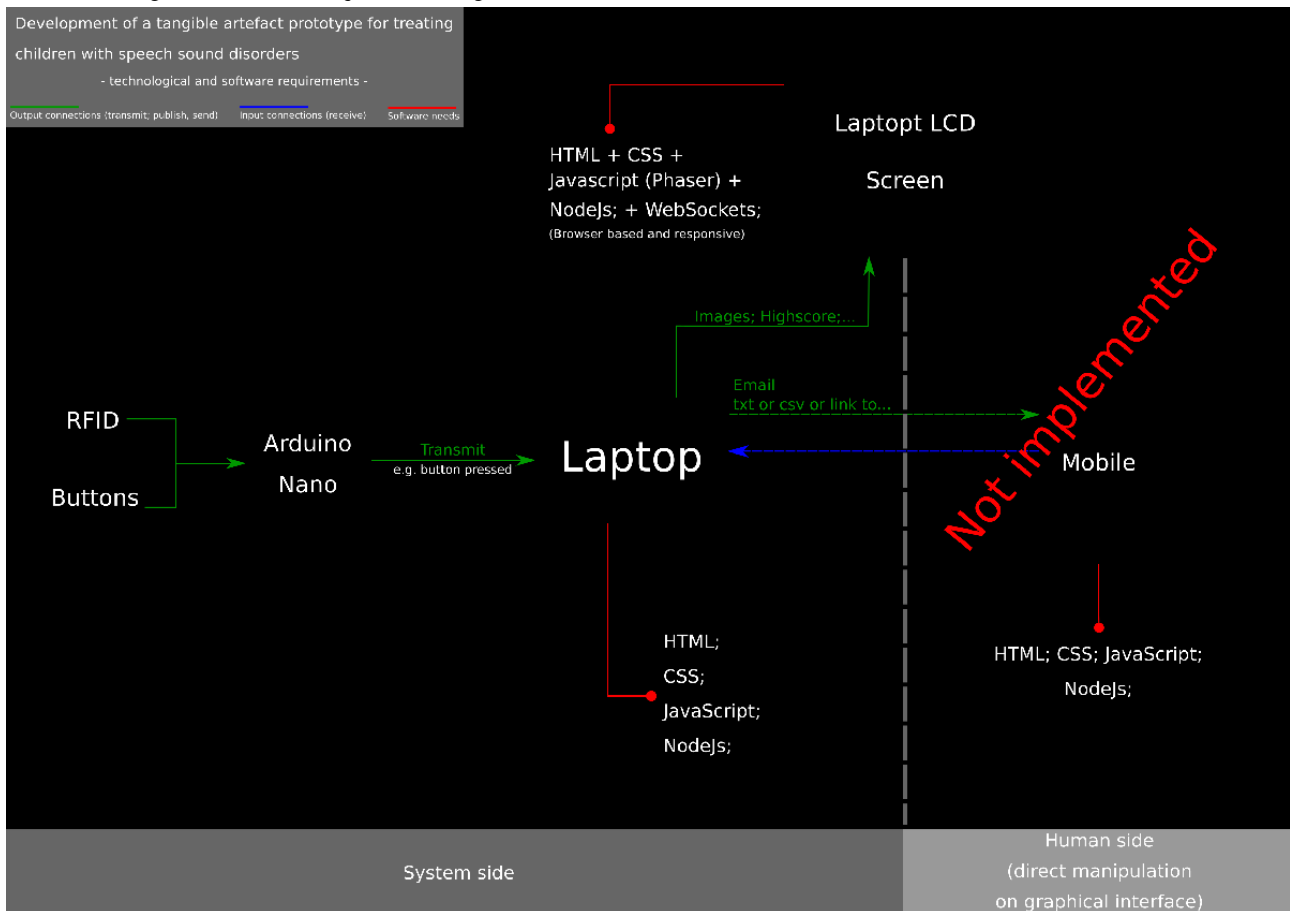 Development of a tangible artefact prototype for treating
children with speech sound disorders
- technological and software requirements -
Output connections (transmit; publish, send)
Input connections (receive)
Software needs
Laptopt LCD
Screen
HTML + CSS +
Javascript (Phaser) +
NodeJs; + WebSockets;
(Browser based and responsive)
Images; Highscore;...
Not implemented
Email
txt or csv or link to...
RFID
Buttons
Arduino
Nano
Transmit
e.g. button pressed
Laptop
Mobile
HTML;
CSS;
JavaScript;
NodeJs;
HTML; CSS; JavaScript;
NodeJs;
System side
Human side
(direct manipulation
on graphical interface)